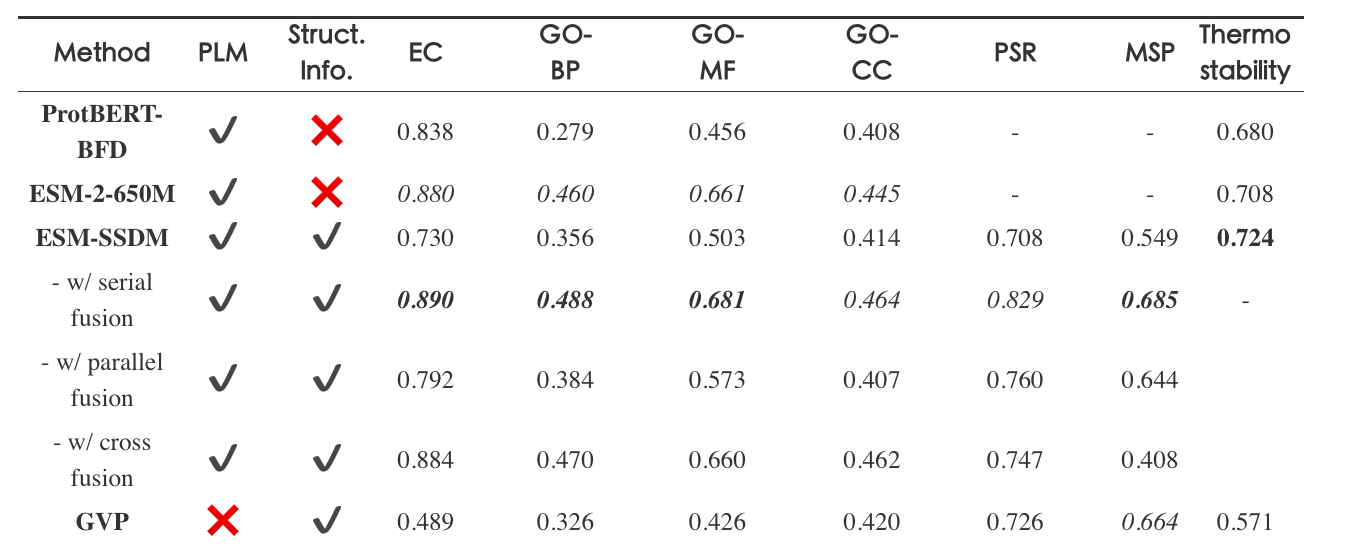 Method PLM Struct. Info. EC GO-BP GO-MF GO-CC PSR MSP Thermo stability
ProtBERT-BFD ✓ ✗ 0.838 0.279 0.456 0.408 - - 0.680
ESM-2-650M ✓ ✗ 0.880 0.460 0.661 0.445 - - 0.708
ESM-SSDM ✓ ✓ 0.730 0.356 0.503 0.414 0.708 0.549 0.724
- w/ serial fusion ✓ ✓ 0.890 0.488 0.681 0.464 0.829 0.685 -
- w/ parallel fusion ✓ ✓ 0.792 0.384 0.573 0.407 0.760 0.644
- w/ cross fusion ✓ ✓ 0.884 0.470 0.660 0.462 0.747 0.408
GVP ✗ ✓ 0.489 0.326 0.426 0.420 0.726 0.664 0.571